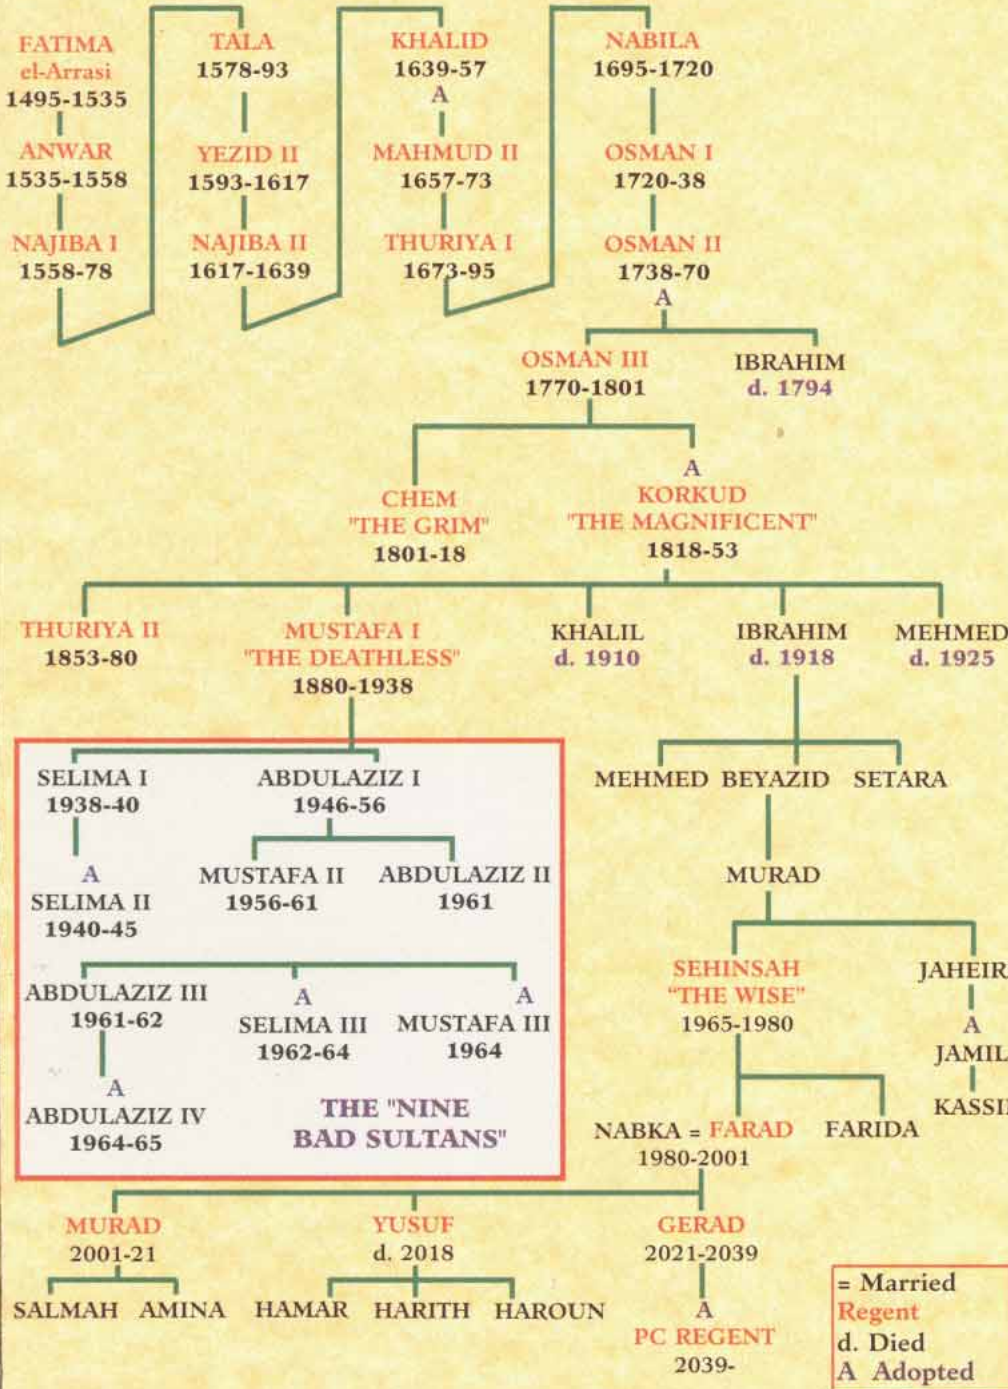 FATIMA
el-Arrasi
1495-1535
ANWAR
1535-1558
NAJIBA I
1558-78
TALA
1578-93
YEZID II
1593-1617
NAJIBA II
1617-1639
KHALID
1639-57
A
MAHMUD II
1657-73
THURIYA I
1673-95
NABILA
1695-1720
OSMAN I
1720-38
OSMAN II
1738-70
A
OSMAN III
1770-1801
IBRAHIM
d. 1794
CHEM
"THE GRIM"
1801-18
A
KORKUD
"THE MAGNIFICENT"
1818-53
THURIYA II
1853-80
MUSTAFA I
"THE DEATHLESS"
1880-1938
KHALIL
d. 1910
IBRAHIM
d. 1918
MEHMED
d. 1925
SELIMA I
1938-40
ABDULAZIZ I
1946-56
A
SELIMA II
1940-45
MUSTAFA II
1956-61
ABDULAZIZ II
1961
ABDULAZIZ III
1961-62
A
SELIMA III
1962-64
A
MUSTAFA III
1964
A
ABDULAZIZ IV
1964-65
THE "NINE
BAD SULTANS"
MEHMED BEYAZID SETARA
MURAD
SEHINSAH
"THE WISE"
1965-1980
JAHEIR
A
JAMIL
KASSI
NABKA = FARAD
1980-2001
FARIDA
MURAD
2001-21
YUSUF
d. 2018
GERAD
2021-2039
SALMAH AMINA HAMAR HARITH HAROUN
A
PC REGENT
2039-
= Married
Regent
d. Died
A Adopted